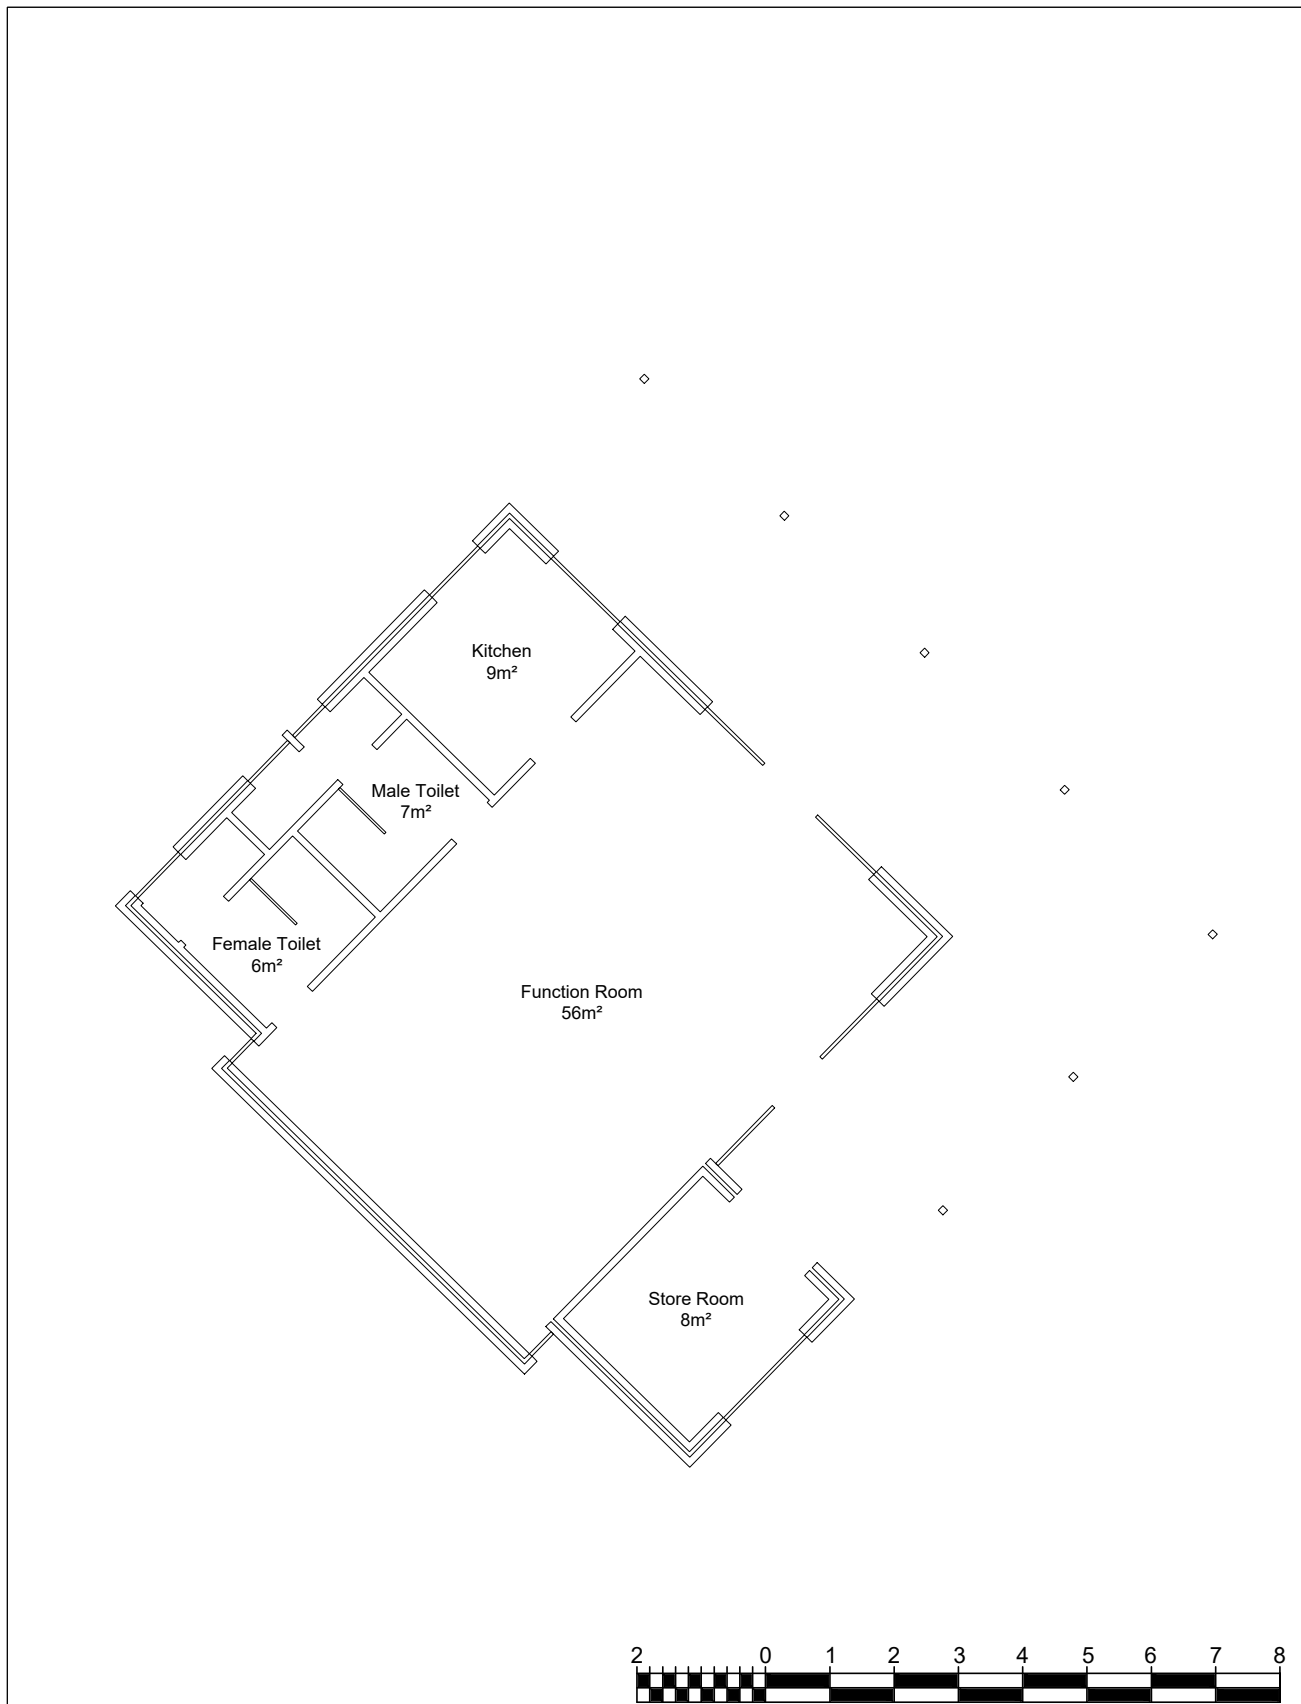 Kitchen
9m²
Male Toilet
7m²
Female Toilet
6m²
Function Room
56m²
Store Room
8m²
2 0 1 2 3 4 5 6 7 8